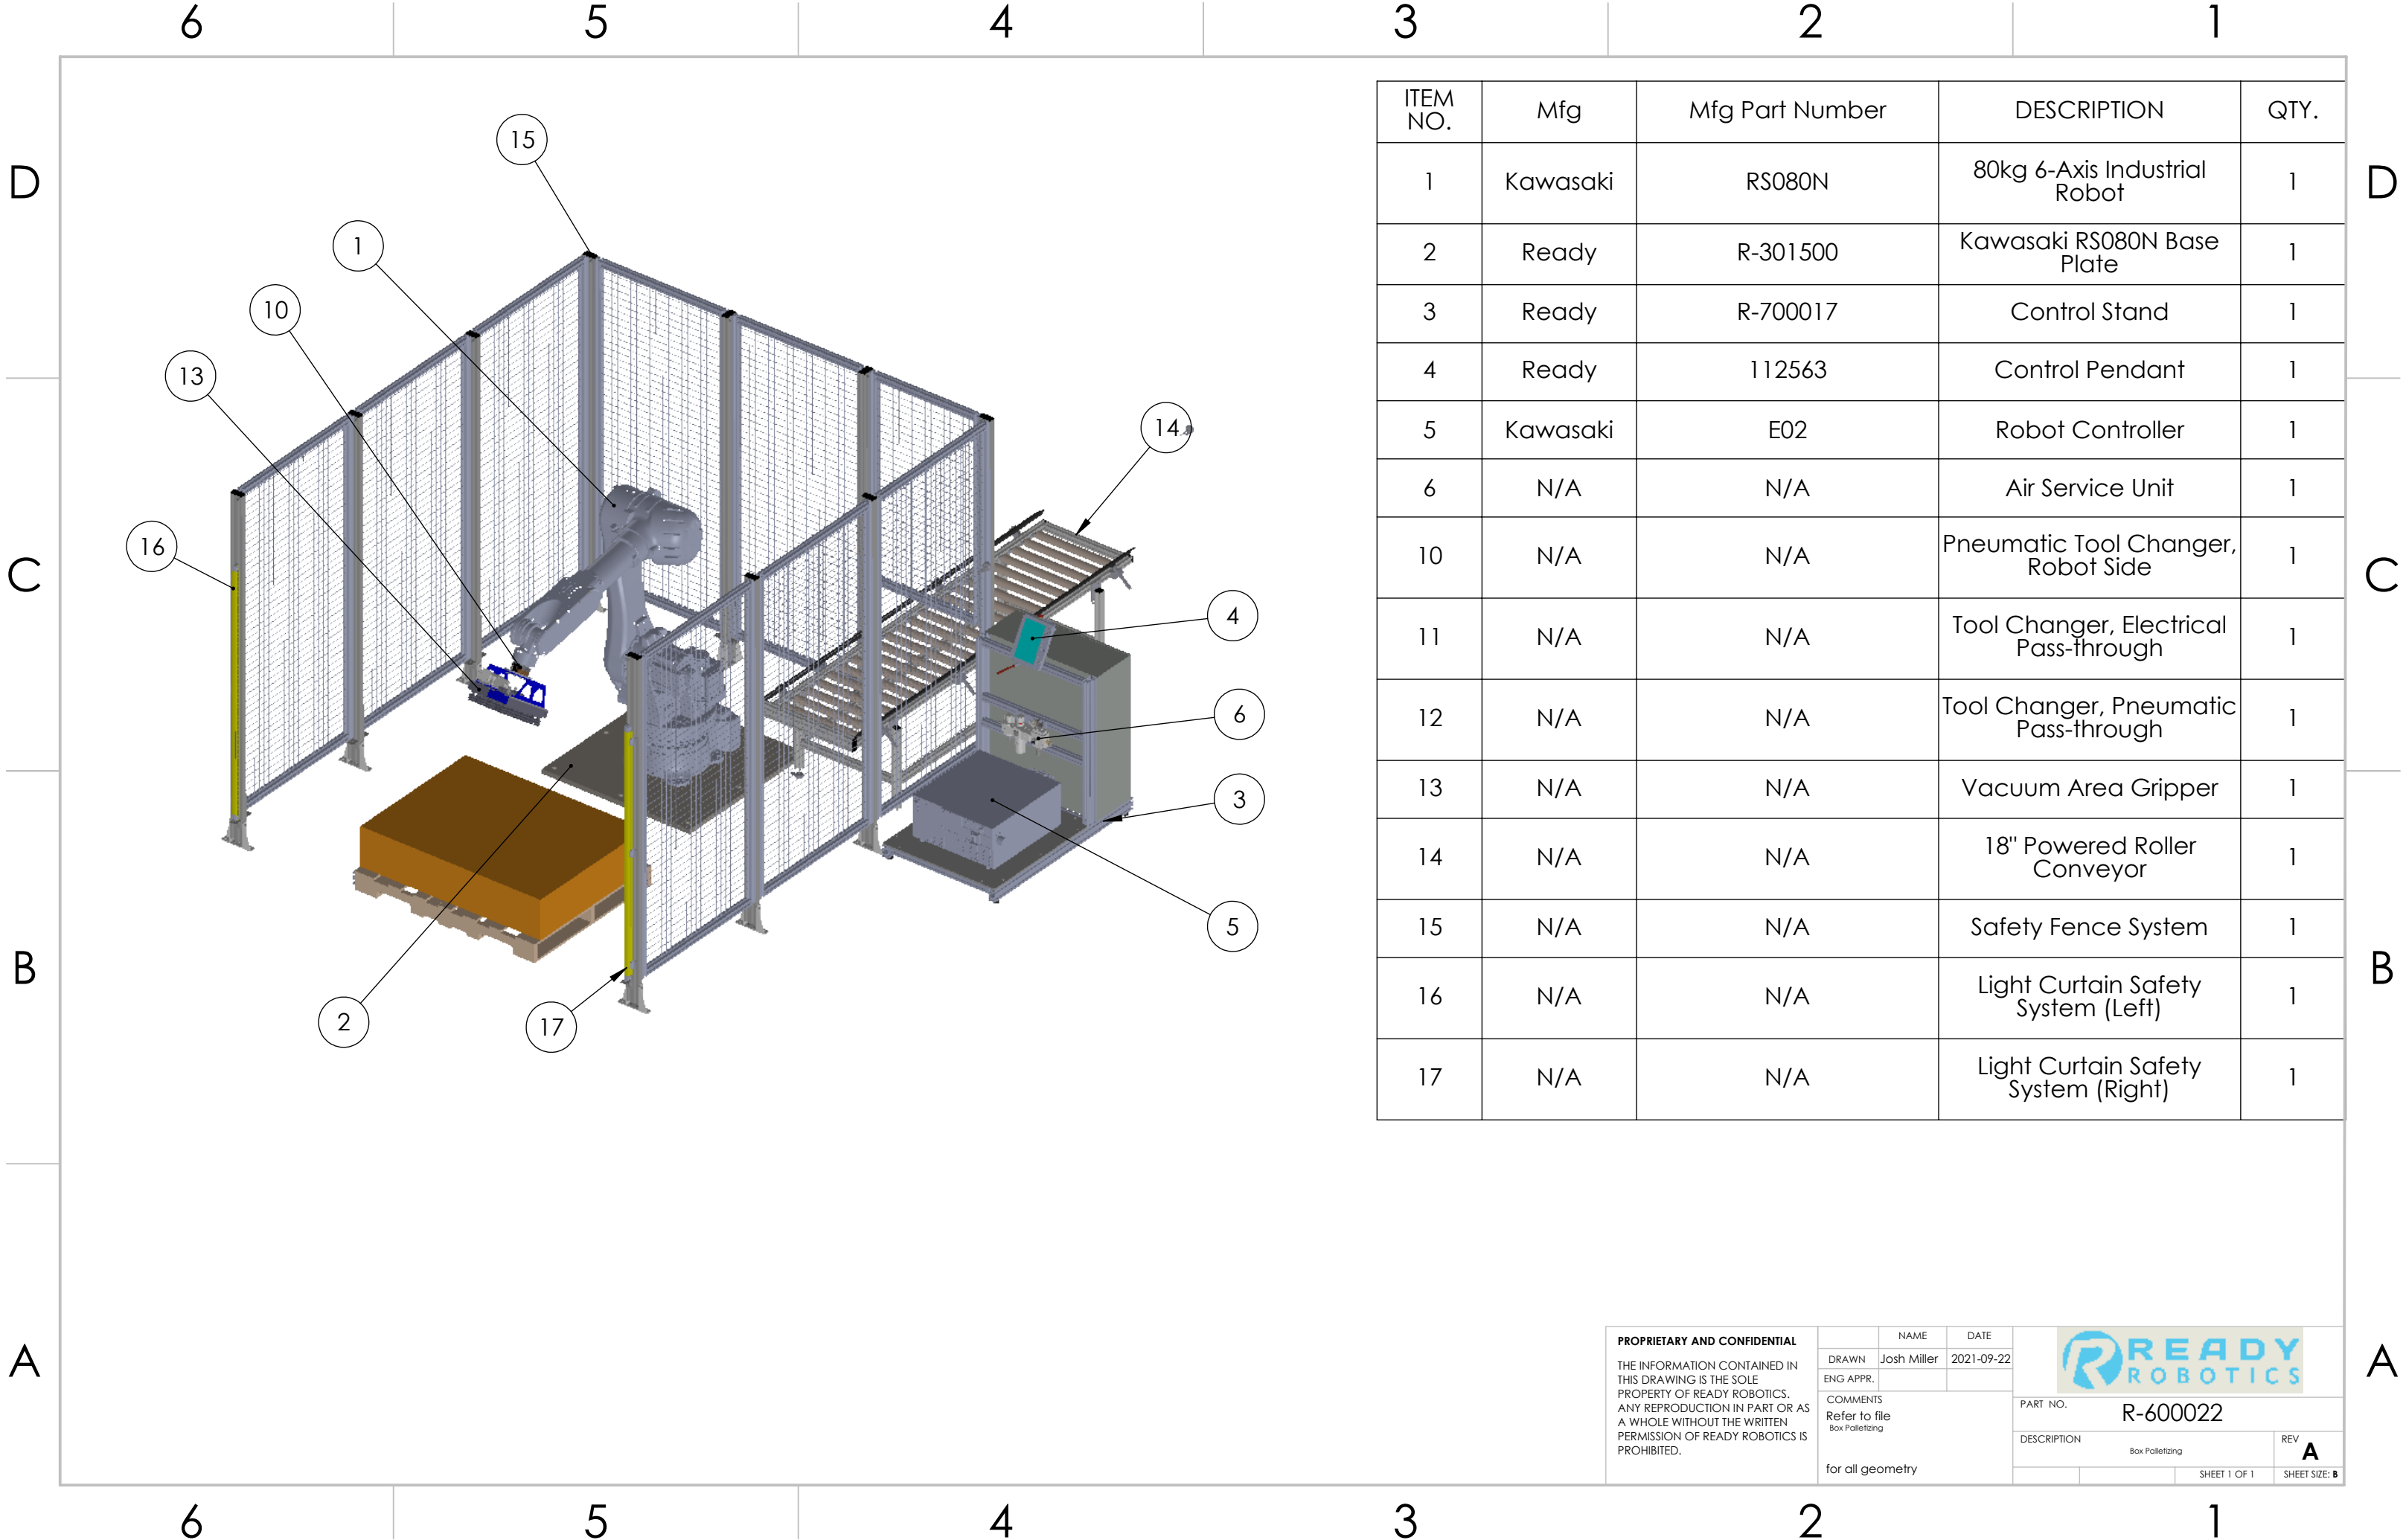 6 5 4 3 2 1
D D
C C
B B
A A
15
1
10
13
14
16
4
6
3
5
2
17
ITEM NO. Mfg Mfg Part Number DESCRIPTION QTY.
1 Kawasaki RS080N 80kg 6-Axis Industrial Robot 1
2 Ready R-301500 Kawasaki RS080N Base Plate 1
3 Ready R-700017 Control Stand 1
4 Ready 112563 Control Pendant 1
5 Kawasaki E02 Robot Controller 1
6 N/A N/A Air Service Unit 1
10 N/A N/A Pneumatic Tool Changer, Robot Side 1
11 N/A N/A Tool Changer, Electrical Pass-through 1
12 N/A N/A Tool Changer, Pneumatic Pass-through 1
13 N/A N/A Vacuum Area Gripper 1
14 N/A N/A 18" Powered Roller Conveyor 1
15 N/A N/A Safety Fence System 1
16 N/A N/A Light Curtain Safety System (Left) 1
17 N/A N/A Light Curtain Safety System (Right) 1
PROPRIETARY AND CONFIDENTIAL
THE INFORMATION CONTAINED IN
THIS DRAWING IS THE SOLE
PROPERTY OF READY ROBOTICS.
ANY REPRODUCTION IN PART OR AS
A WHOLE WITHOUT THE WRITTEN
PERMISSION OF READY ROBOTICS IS
PROHIBITED.
NAME DATE
DRAWN Josh Miller 2021-09-22
ENG APPR.
COMMENTS
Refer to file
Box Palletizing
for all geometry
READY
ROBOTICS
PART NO. R-600022
DESCRIPTION
Box Palletizing
REV
A
SHEET 1 OF 1
SHEET SIZE: B
6 5 4 3 2 1